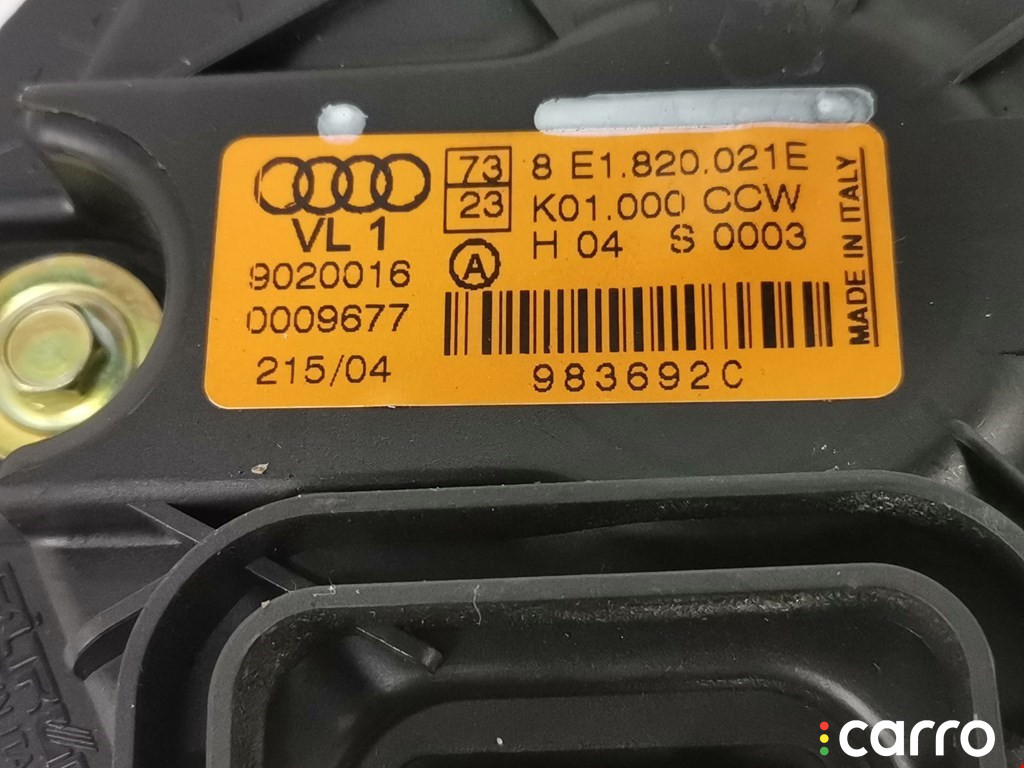 VL 1
9020016
0009677
215/04
73
23
A
8 E1.820.021E
K01.000 CCW
H 04 S 0003
983692C
MADE IN ITALY
carro